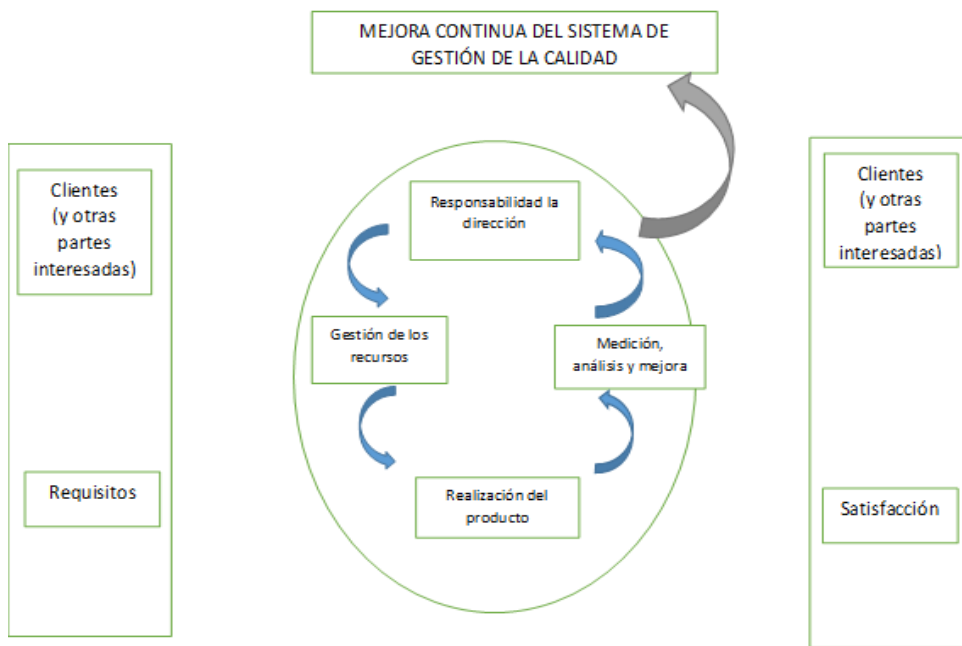 MEJORA CONTINUA DEL SISTEMA DE
GESTIÓN DE LA CALIDAD
Clientes
(y otras
partes
interesadas)
Requisitos
Responsabilidad la
dirección
Gestión de los
recursos
Medición,
análisis y mejora
Realización del
producto
Clientes
(y otras
partes
interesadas)
Satisfacción